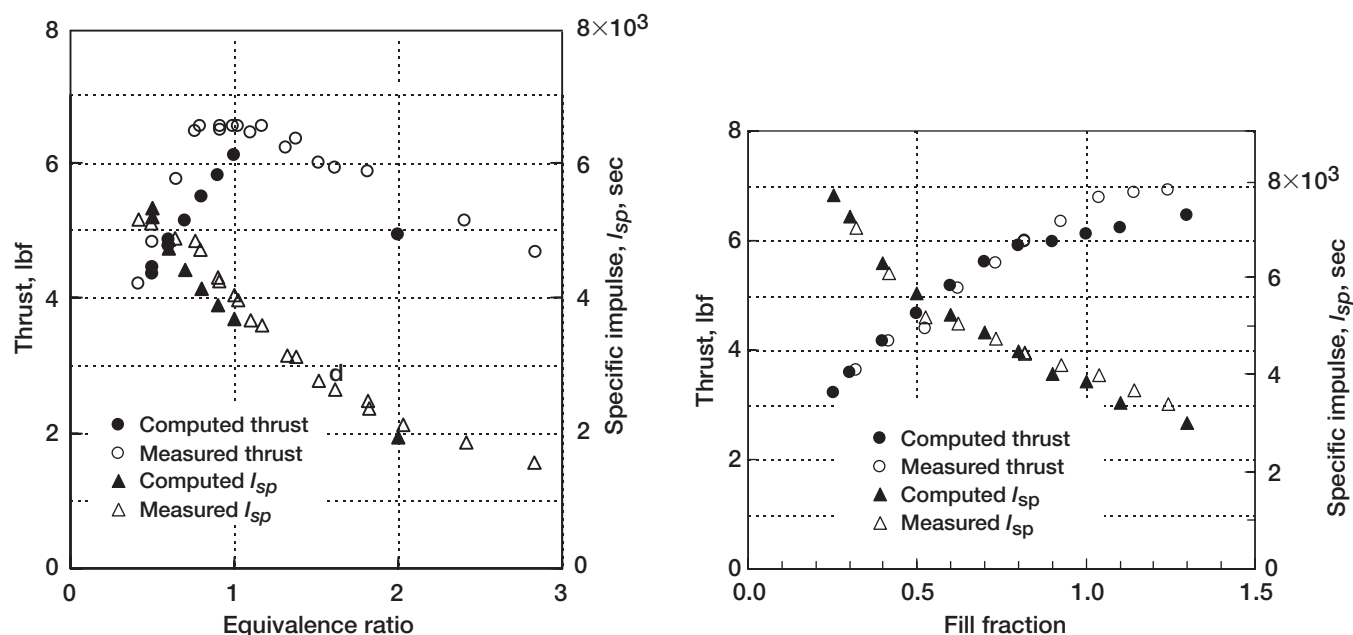 8
6
4
2
0
Thrust, lbf
8×10³
6
4
2
0
Specific impulse, Isp, sec
d
Computed thrust
Measured thrust
Computed Isp
Measured Isp
0
1
2
3
Equivalence ratio
8
6
4
2
0
Thrust, lbf
8×10³
6
4
2
0
Specific impulse, Isp, sec
Computed thrust
Measured thrust
Computed Isp
Measured Isp
0.0
0.5
1.0
1.5
Fill fraction